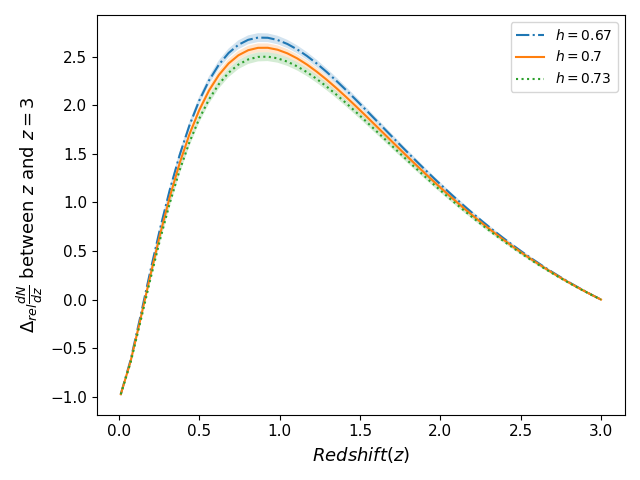 h = 0.67
h = 0.7
h = 0.73
2.5
2.0
1.5
1.0
0.5
0.0
−0.5
−1.0
Δ_rel dN/dz between z and z = 3
0.0 0.5 1.0 1.5 2.0 2.5 3.0
Redshift(z)